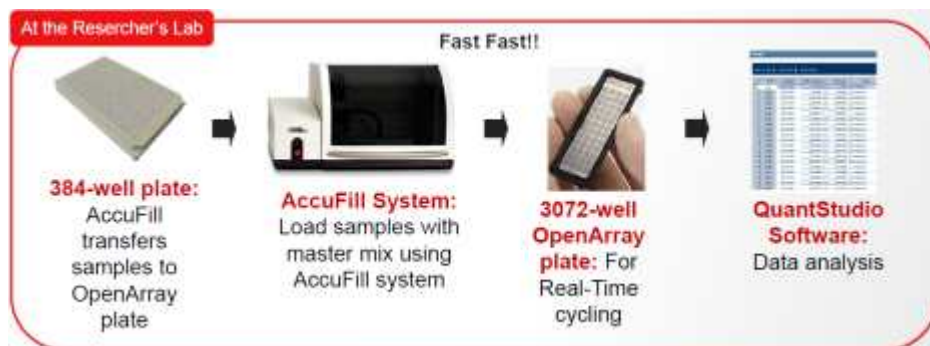 At the Resercher's Lab
Fast Fast!!
384-well plate:
AccuFill
transfers
samples to
OpenArray
plate
AccuFill System:
Load samples with
master mix using
AccuFill system
3072-well
OpenArray
plate: For
Real-Time
cycling
QuantStudio
Software:
Data analysis